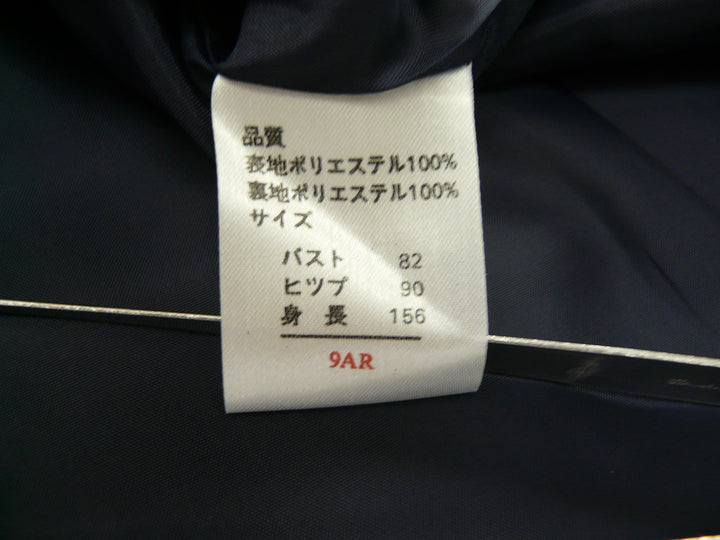 品質
表地ポリエステル100%
裏地ポリエステル100%
サイズ
バスト 82
ヒツプ 90
身長 156
9AR